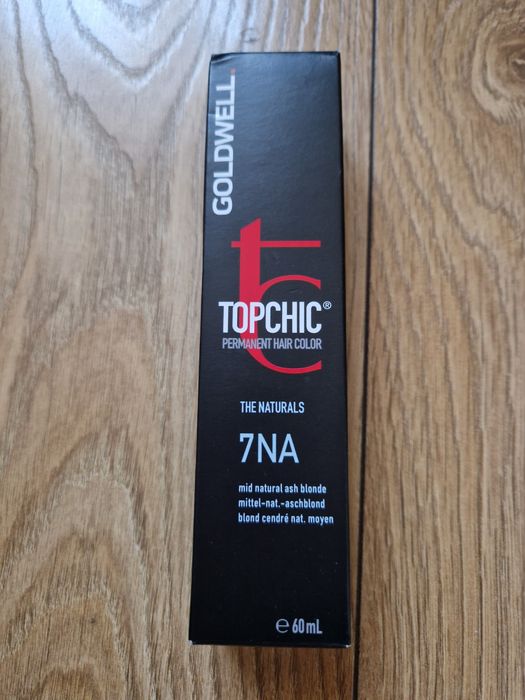 GOLDWELL.
tc
TOPCHIC®
PERMANENT HAIR COLOR
THE NATURALS
7NA
mid natural ash blonde
mittel-nat.-aschblond
blond cendré nat. moyen
℮60mL